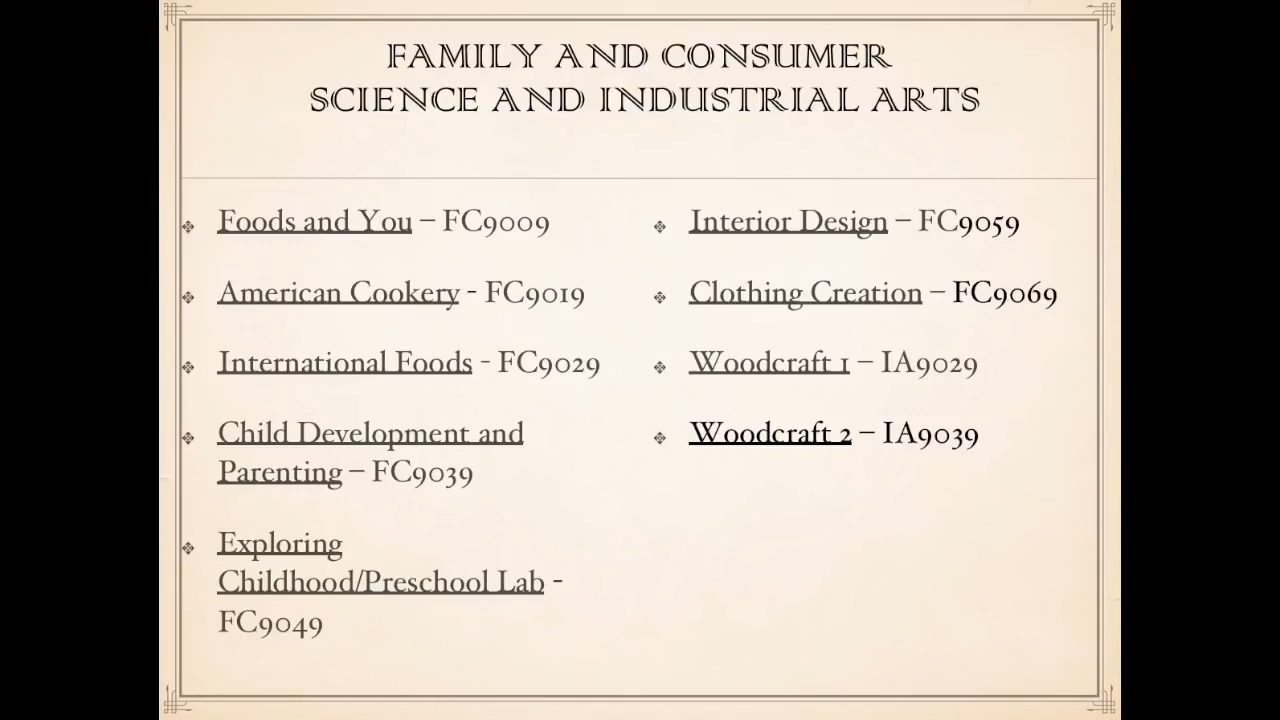 FAMILY AND CONSUMER
SCIENCE AND INDUSTRIAL ARTS
Foods and You – FC9009
American Cookery - FC9019
International Foods - FC9029
Child Development and
Parenting – FC9039
Exploring
Childhood/Preschool Lab -
FC9049
Interior Design – FC9059
Clothing Creation – FC9069
Woodcraft 1 – IA9029
Woodcraft 2 – IA9039